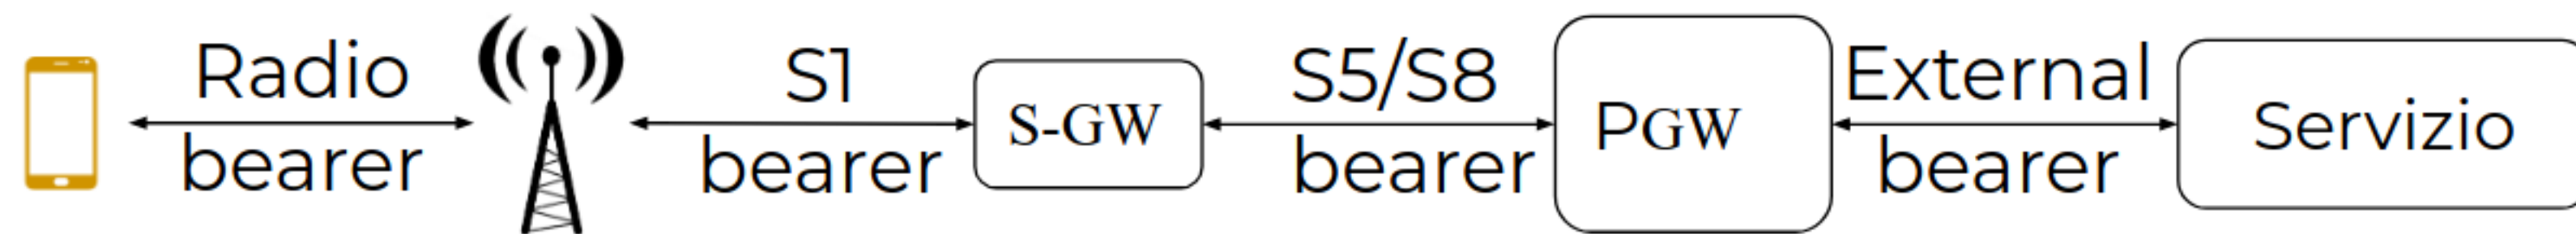 Radio
bearer
S1
bearer
S-GW
S5/S8
bearer
PGW
External
bearer
Servizio